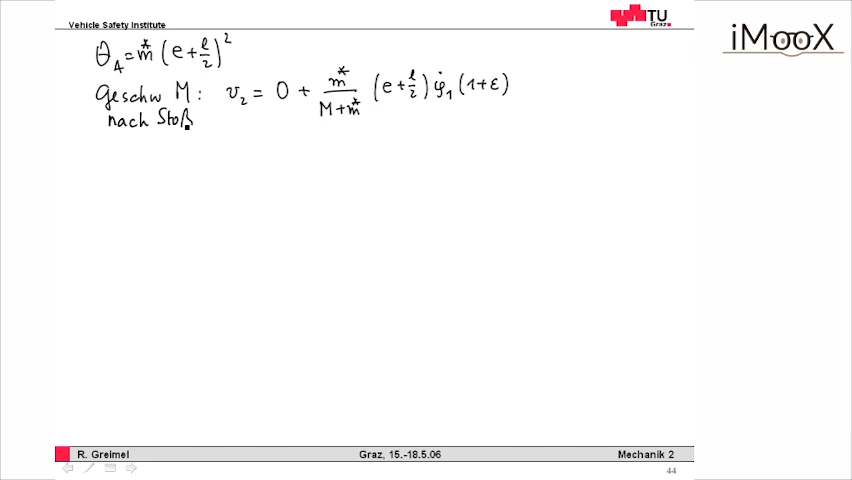 Vehicle Safety Institute
TU
Graz
iMooX
θ_A = m* (e + l/2)²
Geschw M: v₂ = 0 + m*/(M+m*) (e + l/2) φ̇₁ (1+ε)
nach Stoß
R. Greimel Graz, 15.-18.5.06 Mechanik 2
44